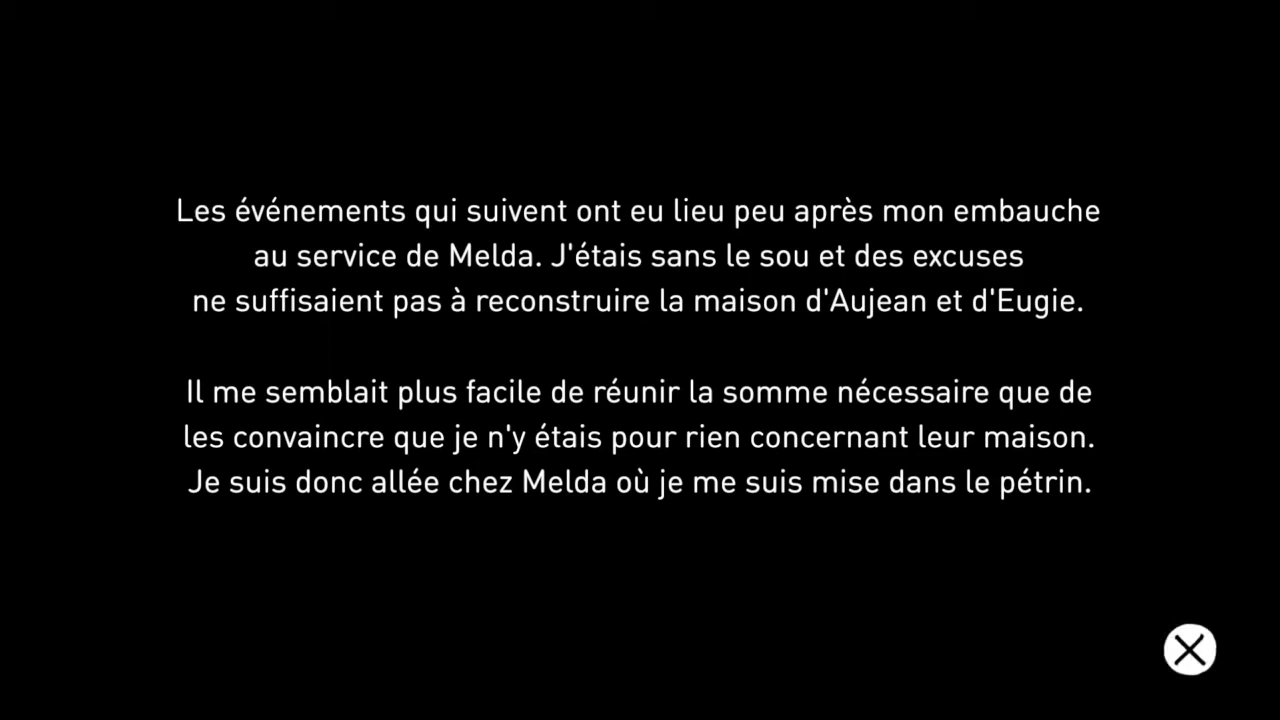 Les événements qui suivent ont eu lieu peu après mon embauche
au service de Melda. J'étais sans le sou et des excuses
ne suffisaient pas à reconstruire la maison d'Aujean et d'Eugie.
Il me semblait plus facile de réunir la somme nécessaire que de
les convaincre que je n'y étais pour rien concernant leur maison.
Je suis donc allée chez Melda où je me suis mise dans le pétrin.